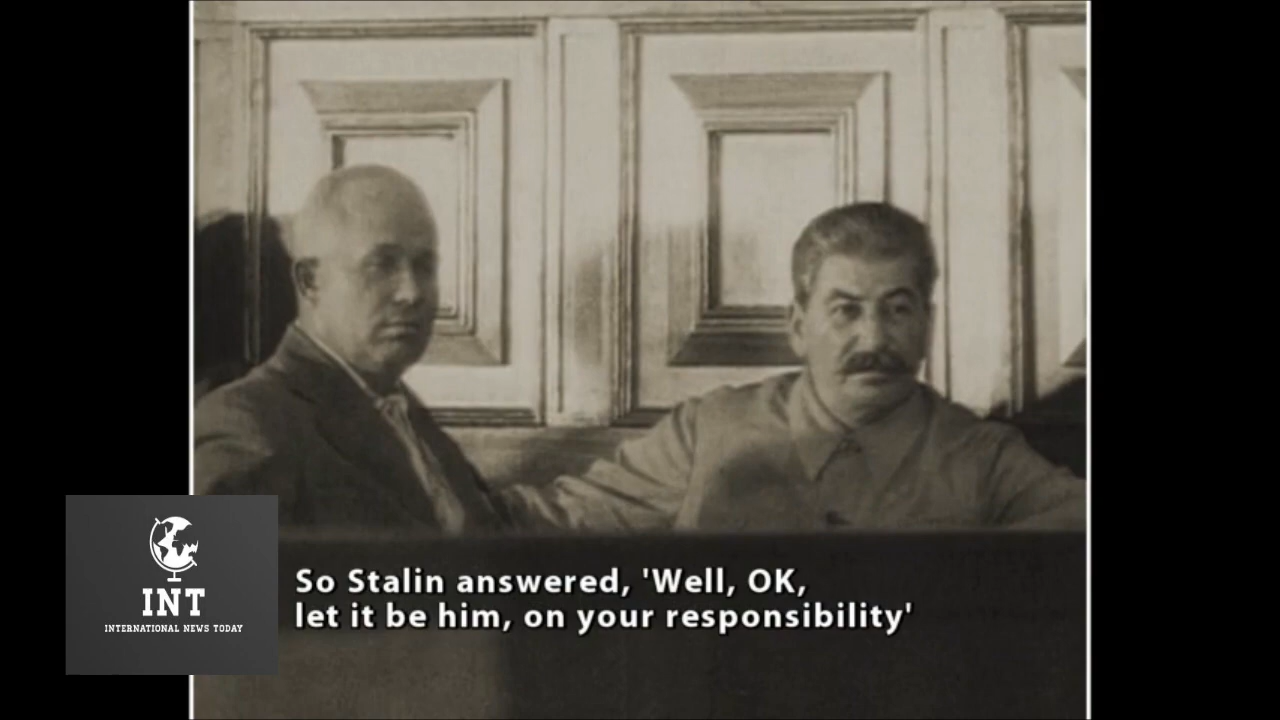 So Stalin answered, 'Well, OK,
let it be him, on your responsibility'
INT
INTERNATIONAL NEWS TODAY